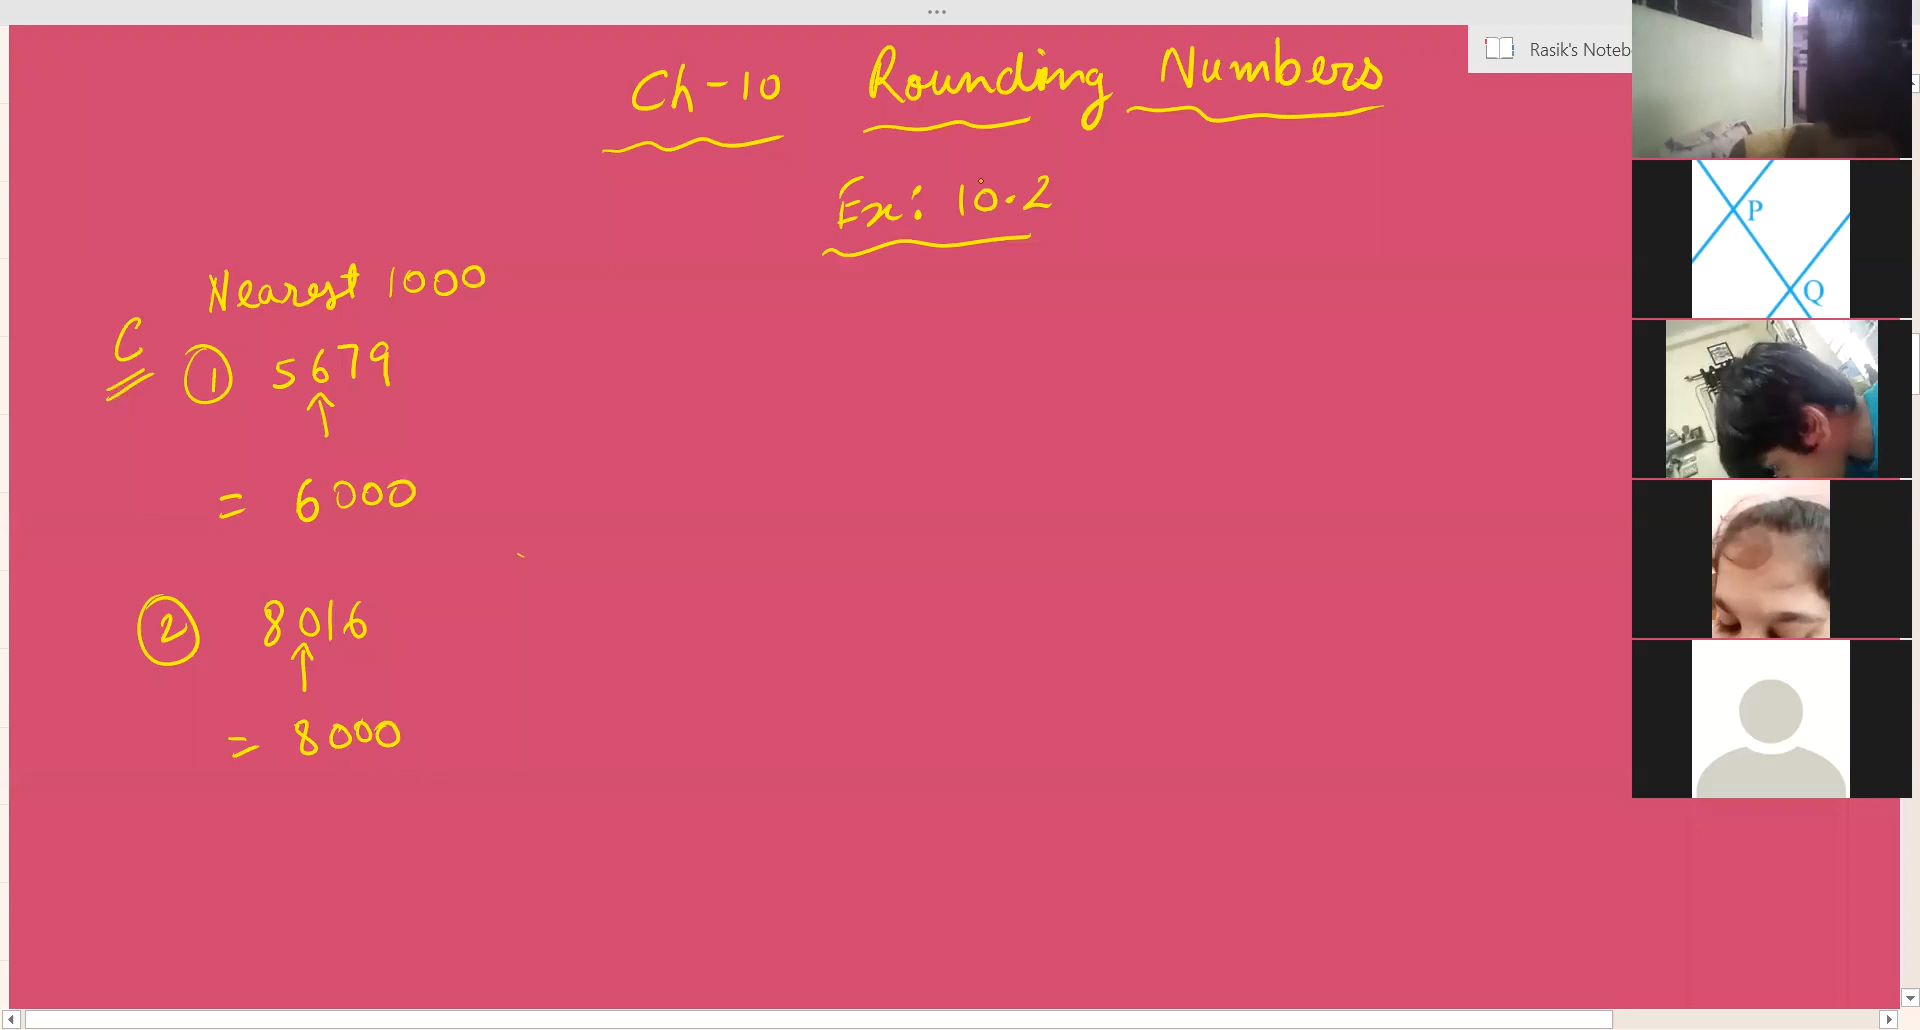 Ch-10 Rounding Numbers
Rasik's Noteb
Ex: 10.2
Nearest 1000
C
① 5679
↑
= 6000
② 8016
↑
= 8000
P
Q